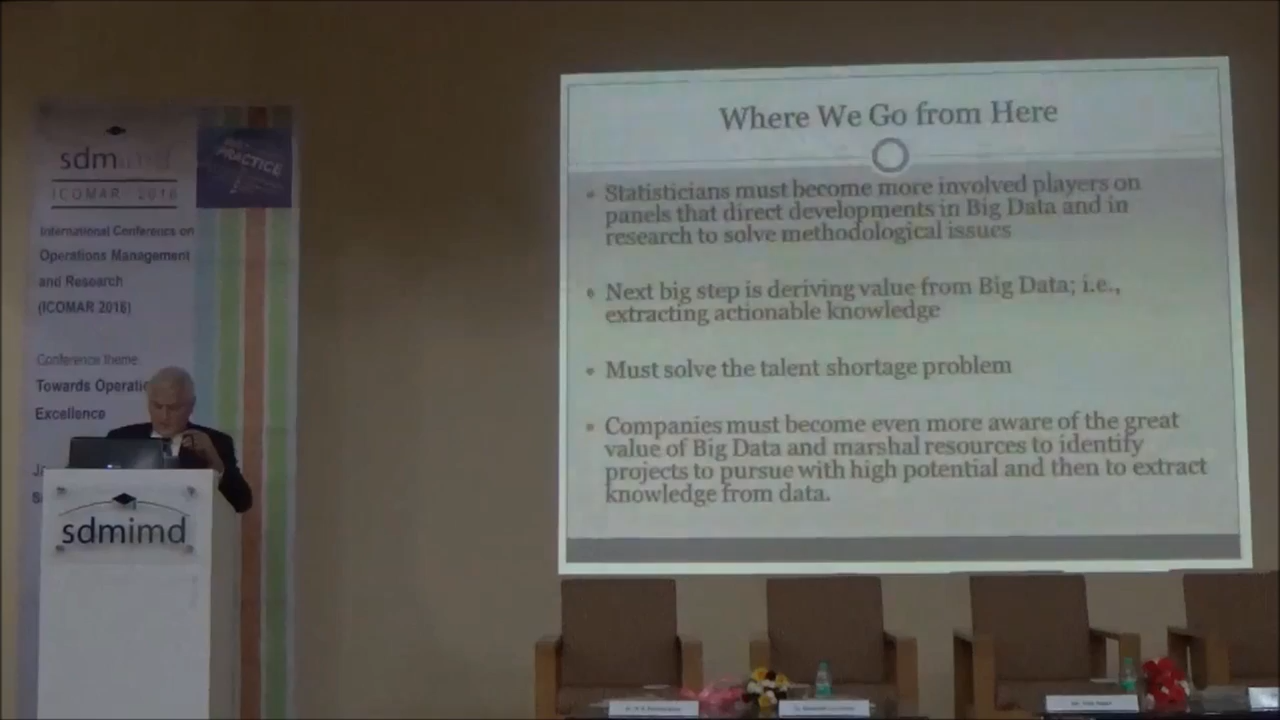 sdmimd
ICOMAR 2016
PRACTICE
International Conference on
Operations Management
and Research
(ICOMAR 2016)
Conference theme
Towards
Excellence
sdmimd
Where We Go from Here
• Statisticians must become more involved players on
panels that direct developments in Big Data and in
research to solve methodological issues
• Next big step is deriving value from Big Data; i.e.,
extracting actionable knowledge
• Must solve the talent shortage problem
• Companies must become even more aware of the great
value of Big Data and marshal resources to identify
projects to pursue with high potential and then to extract
knowledge from data.